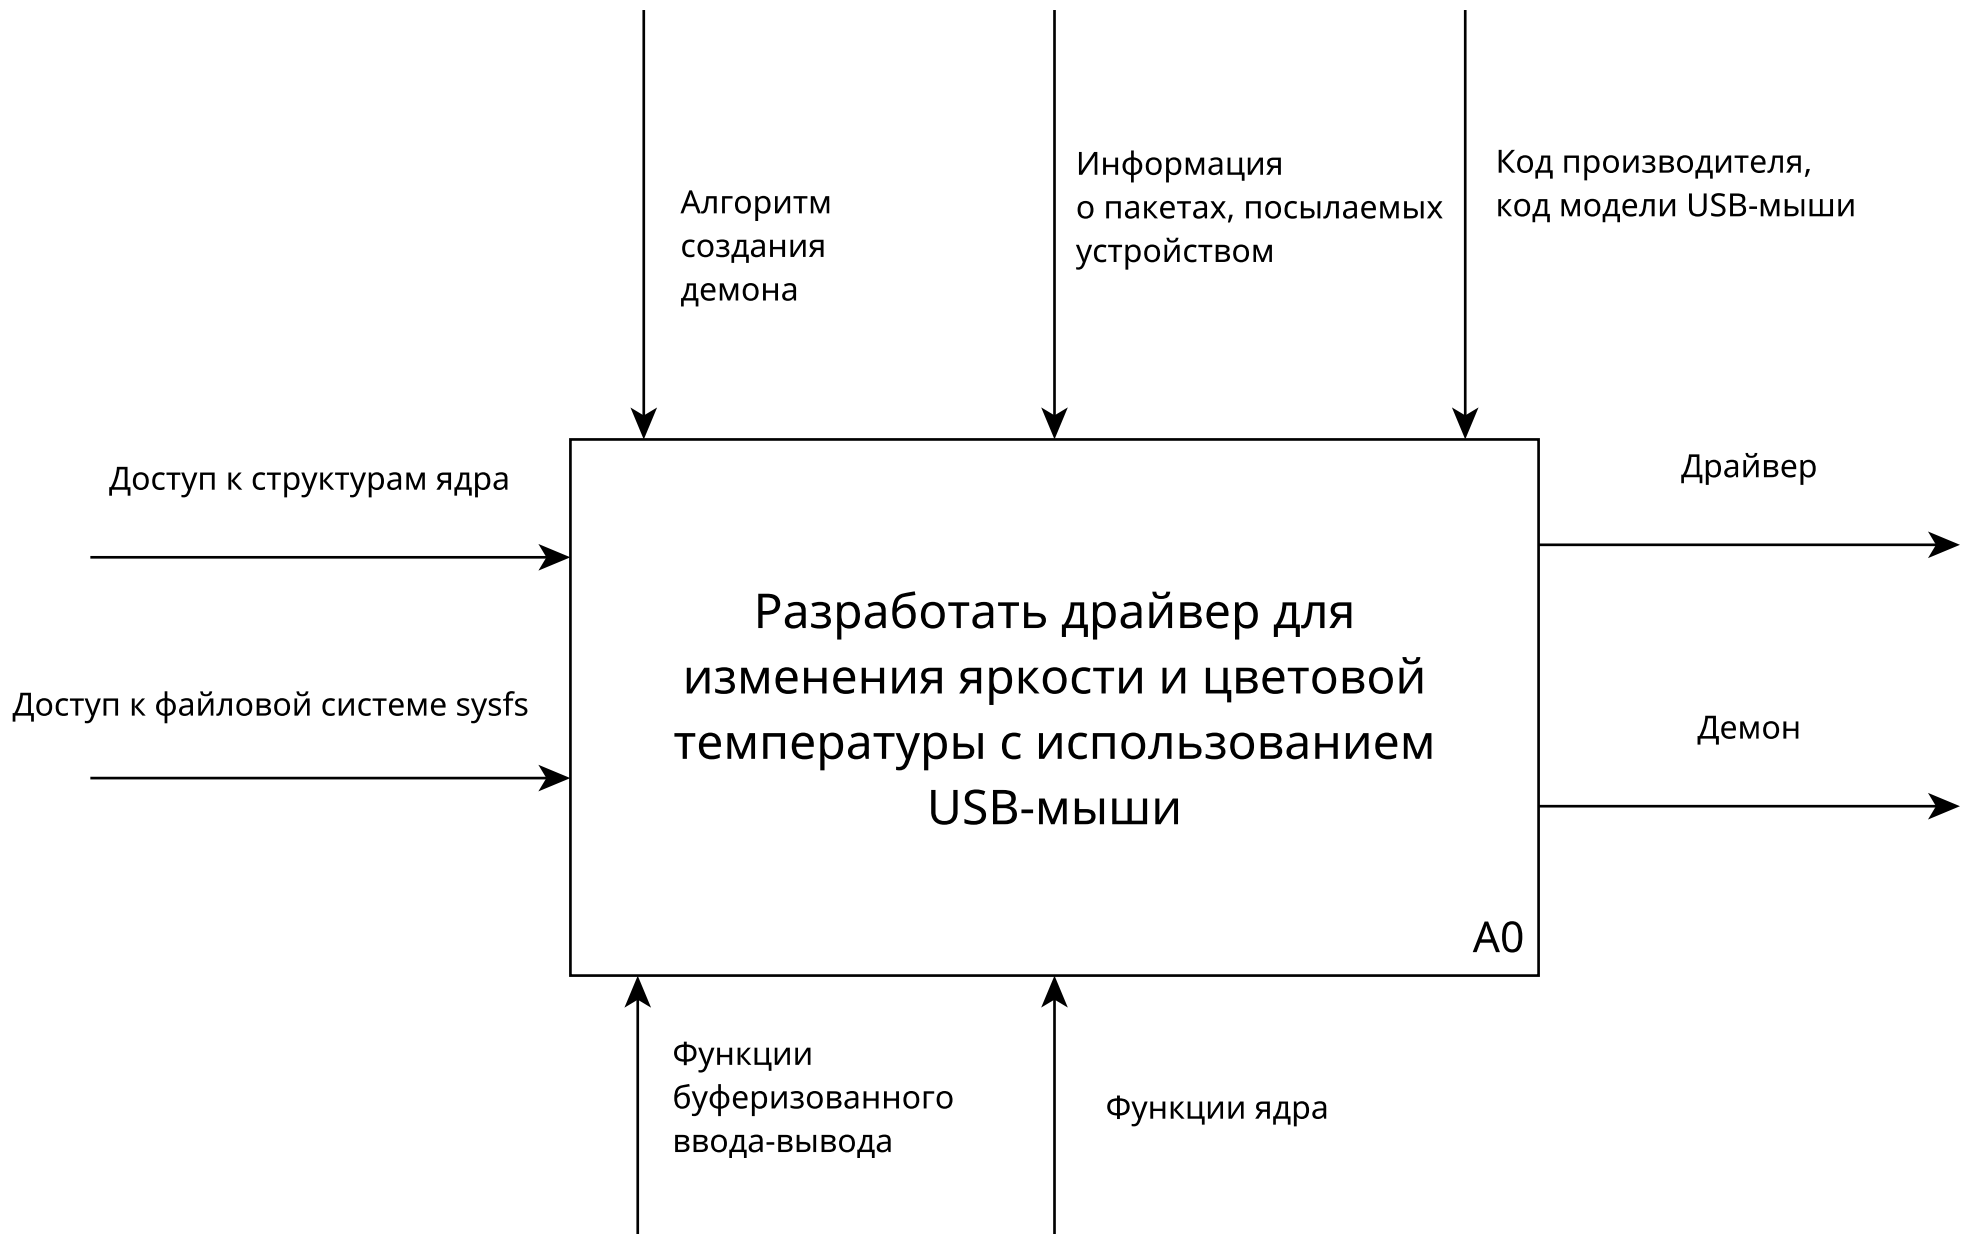 Алгоритм
создания
демона
Информация
о пакетах, посылаемых
устройством
Код производителя,
код модели USB-мыши
Доступ к структурам ядра
Доступ к файловой системе sysfs
Разработать драйвер для
изменения яркости и цветовой
температуры с использованием
USB-мыши
A0
Драйвер
Демон
Функции
буферизованного
ввода-вывода
Функции ядра